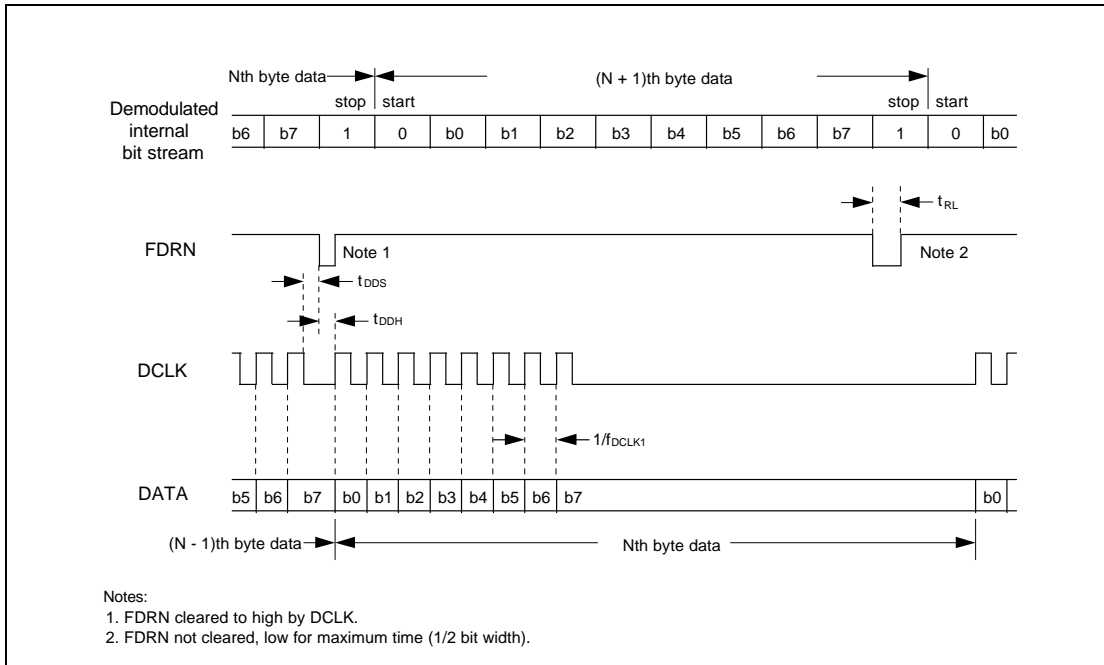 Nth byte data
(N + 1)th byte data
stop start
stop start
Demodulated
internal
bit stream
b6 b7 1 0 b0 b1 b2 b3 b4 b5 b6 b7 1 0 b0
tRL
FDRN
Note 1
Note 2
tDDS
tDDH
DCLK
1/fDCLK1
DATA
b5 b6 b7 b0 b1 b2 b3 b4 b5 b6 b7 b0
(N - 1)th byte data
Nth byte data
Notes:
1. FDRN cleared to high by DCLK.
2. FDRN not cleared, low for maximum time (1/2 bit width).